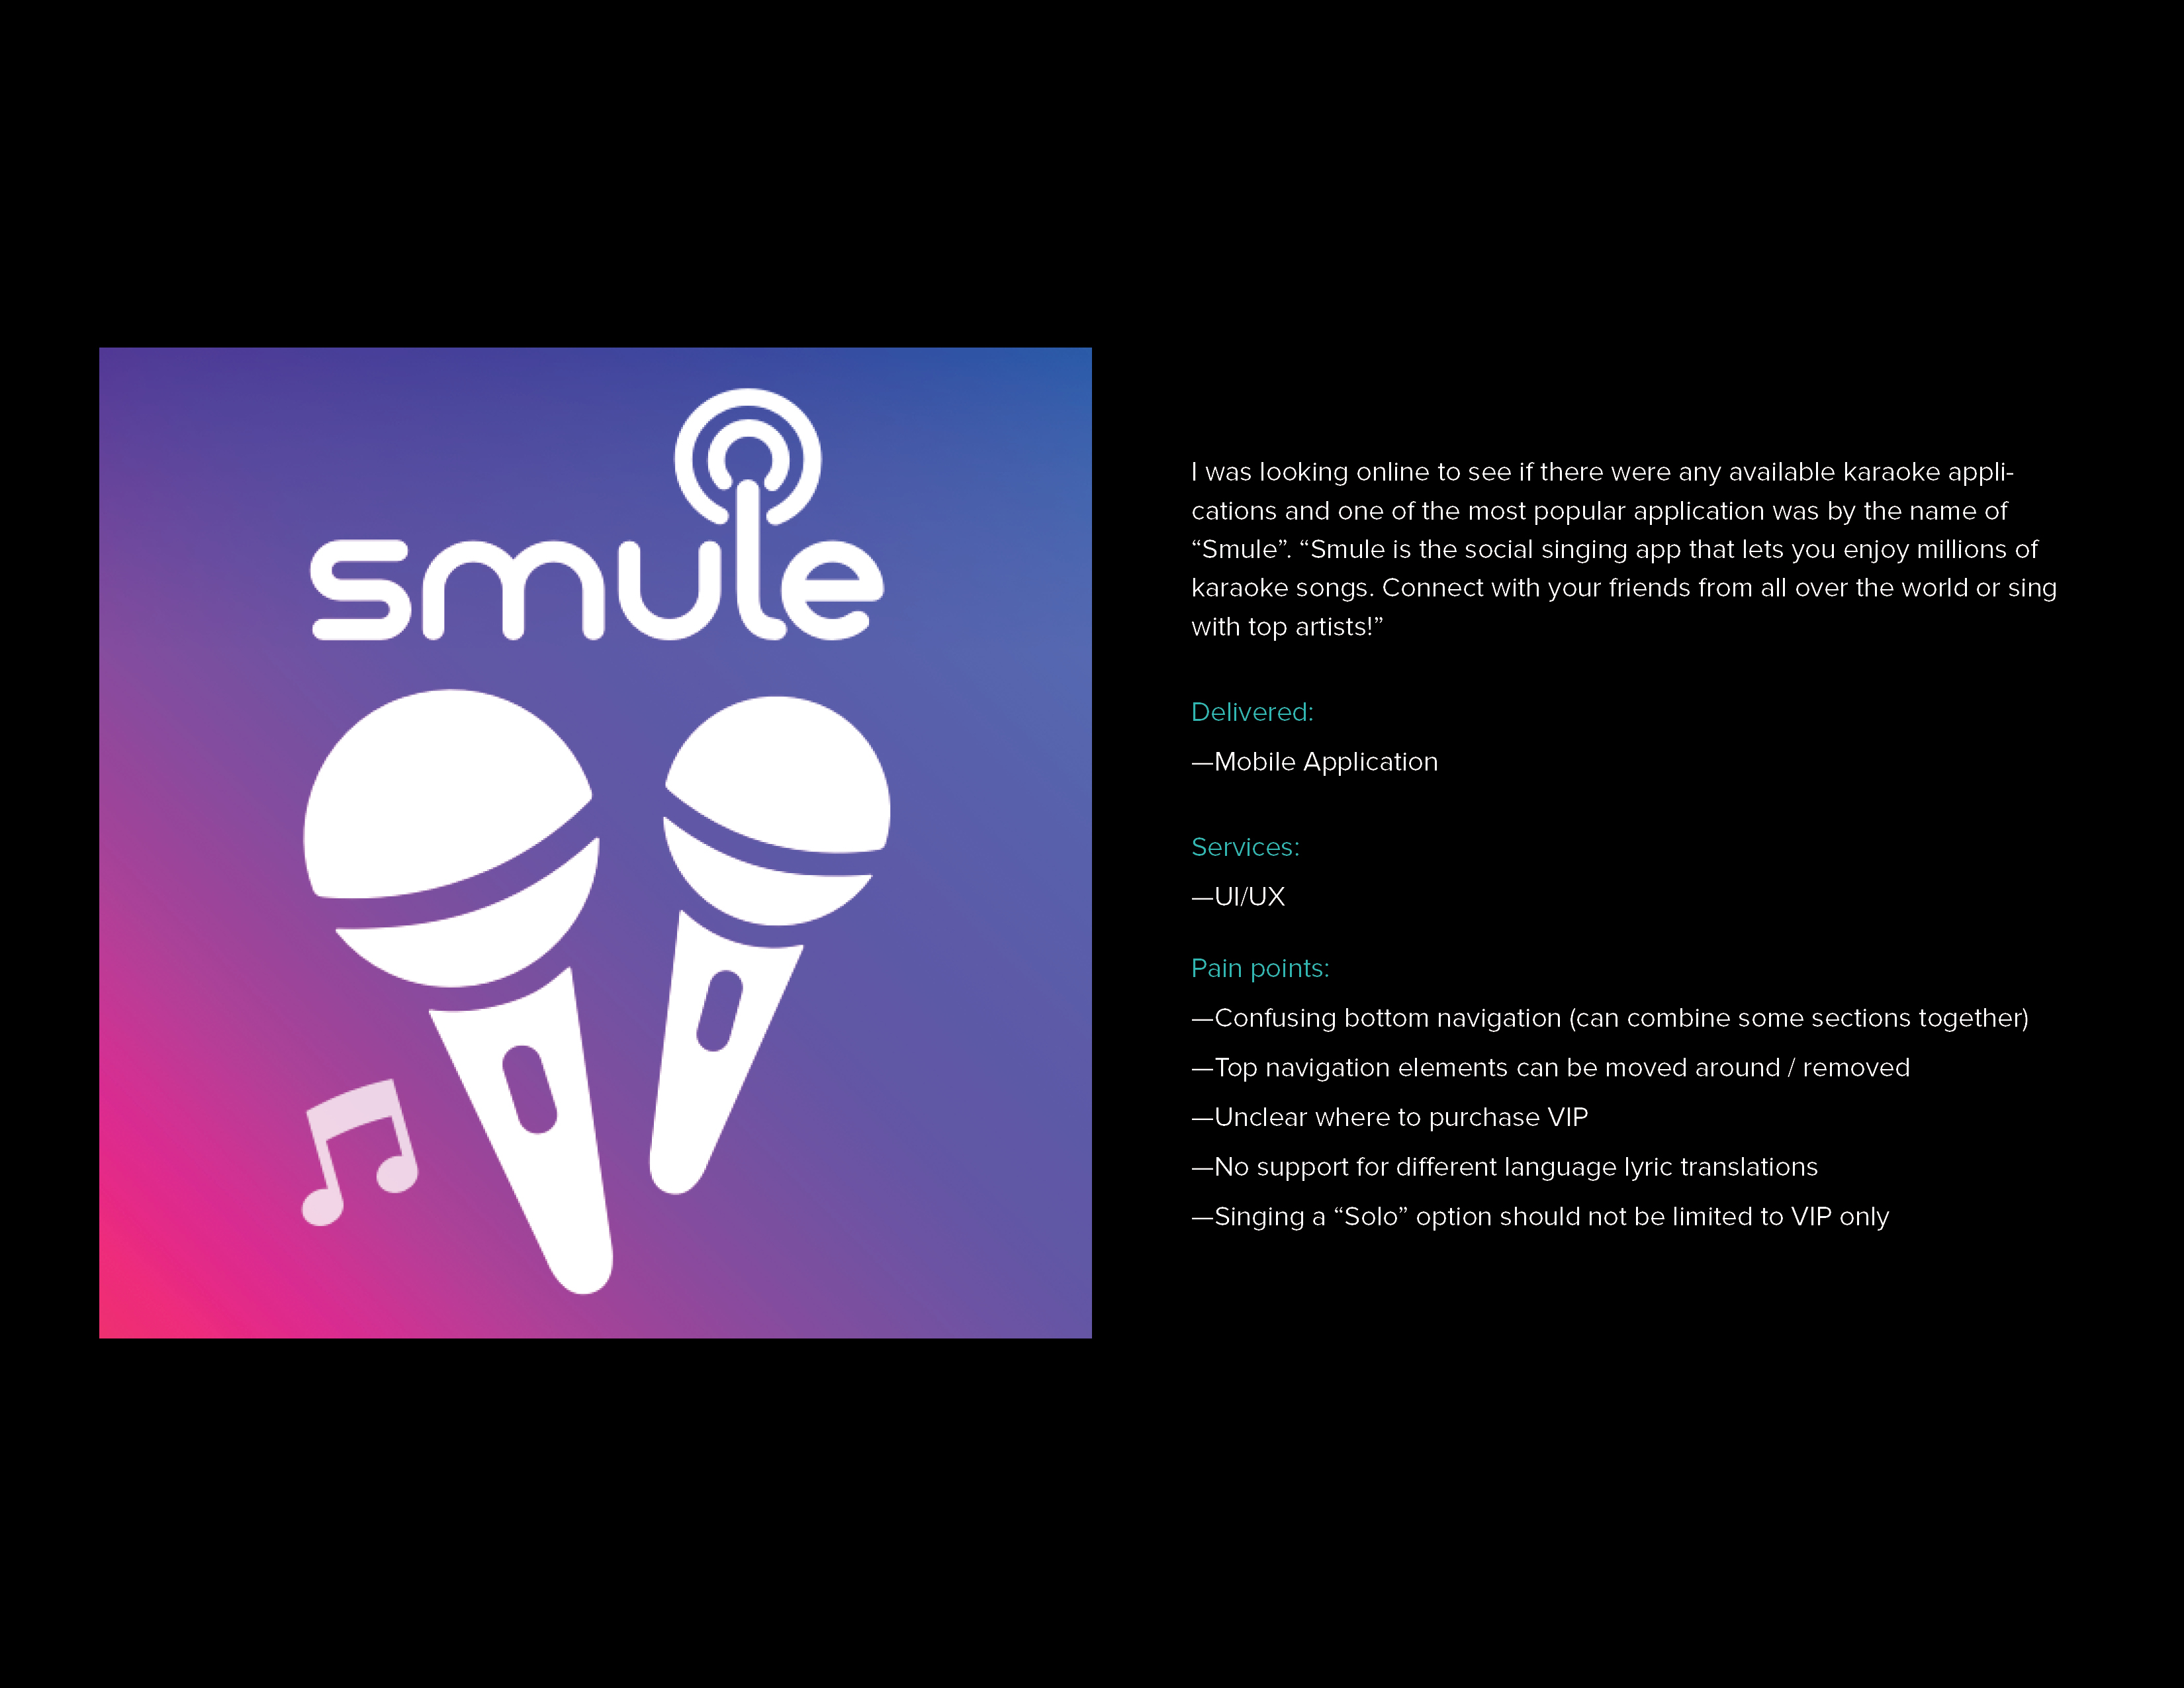 smule
I was looking online to see if there were any available karaoke appli-
cations and one of the most popular application was by the name of
“Smule”. “Smule is the social singing app that lets you enjoy millions of
karaoke songs. Connect with your friends from all over the world or sing
with top artists!”
Delivered:
—Mobile Application
Services:
—UI/UX
Pain points:
—Confusing bottom navigation (can combine some sections together)
—Top navigation elements can be moved around / removed
—Unclear where to purchase VIP
—No support for different language lyric translations
—Singing a “Solo” option should not be limited to VIP only